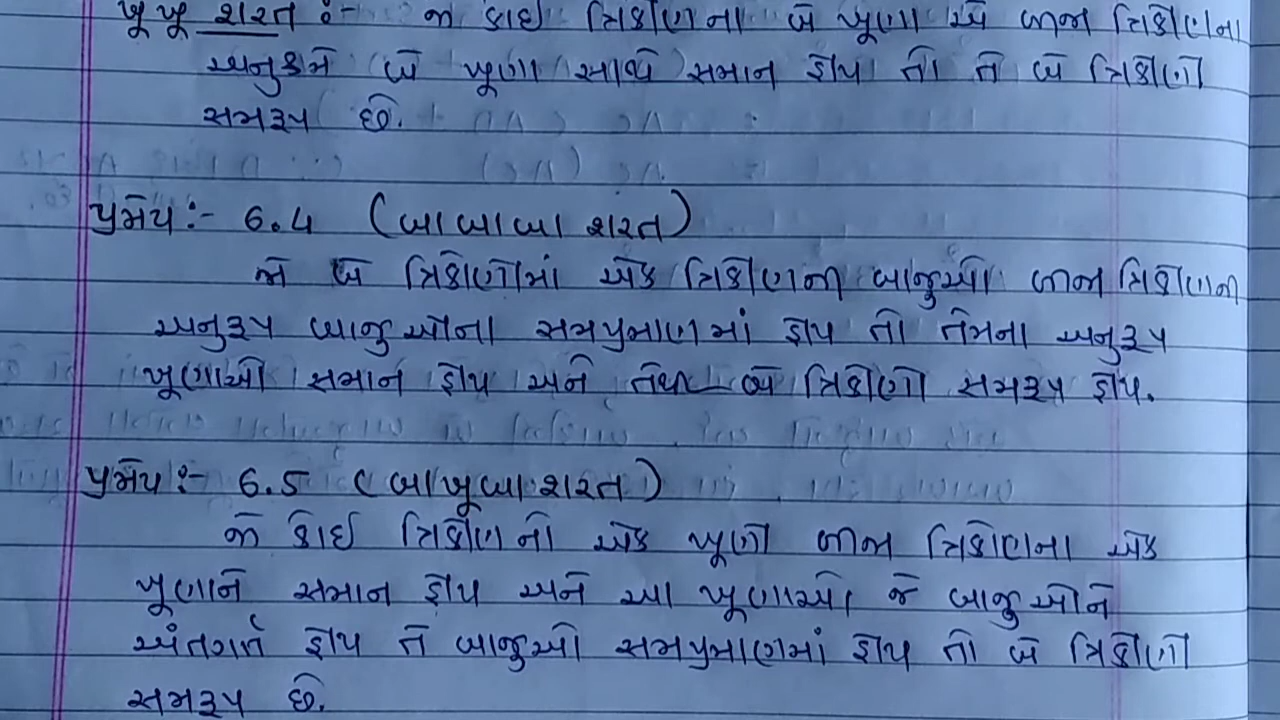 ખૂ ખૂ શરત :- જો કોઇ ત્રિકોણના બે ખૂણા એ બીજા ત્રિકોણના
અનુક્રમે બે ખૂણા સાથે સમાન હોય તો તે બે ત્રિકોણો
સમરૂપ છે.
પ્રમેય :- 6.4 (બાબાબા શરત)
જો બે ત્રિકોણોમાં એક ત્રિકોણની બાજુઓ બીજા ત્રિકોણની
અનુરૂપ બાજુઓના સમપ્રમાણમાં હોય તો તેમના અનુરૂપ
ખૂણાઓ સમાન હોય અને તેથી બે ત્રિકોણો સમરૂપ હોય.
પ્રમેય :- 6.5 (બાખૂબા શરત)
જો કોઇ ત્રિકોણનો એક ખૂણો બીજા ત્રિકોણના એક
ખૂણાને સમાન હોય અને આ ખૂણાઓ જે બાજુઓને
અંતર્ગત હોય તે બાજુઓ સમપ્રમાણમાં હોય તો બે ત્રિકોણો
સમરૂપ છે.